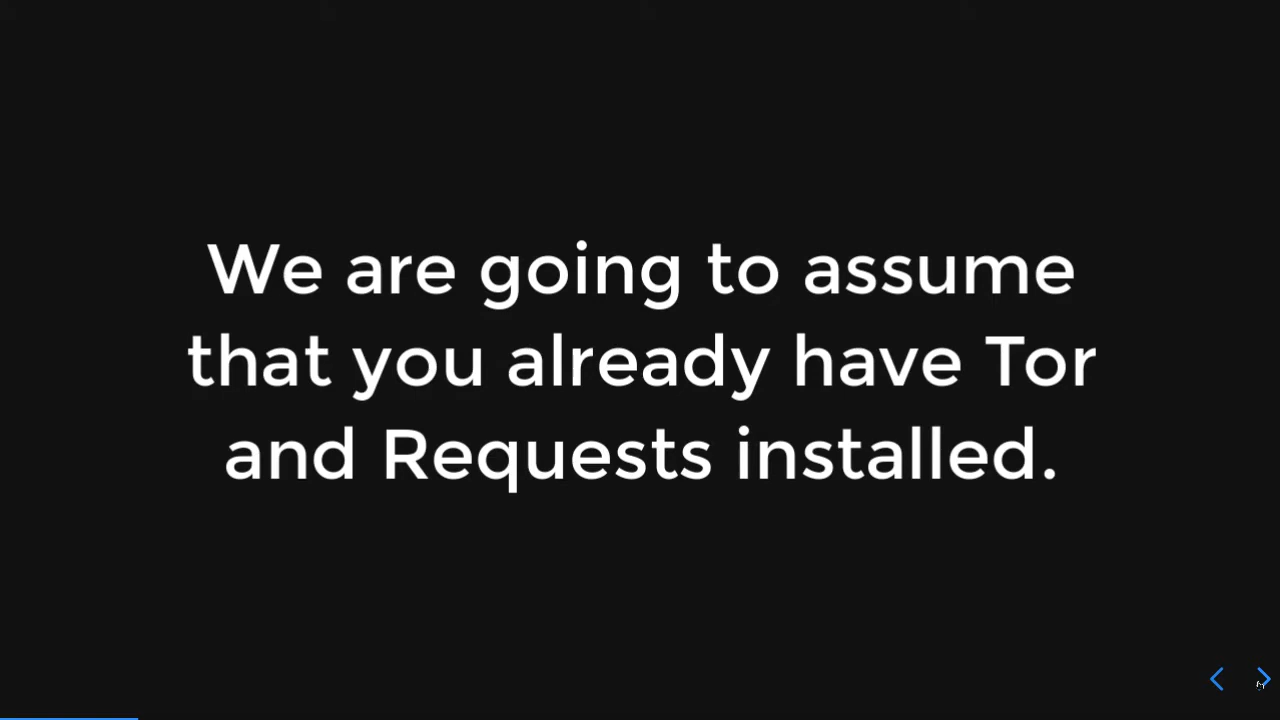 We are going to assume
that you already have Tor
and Requests installed.